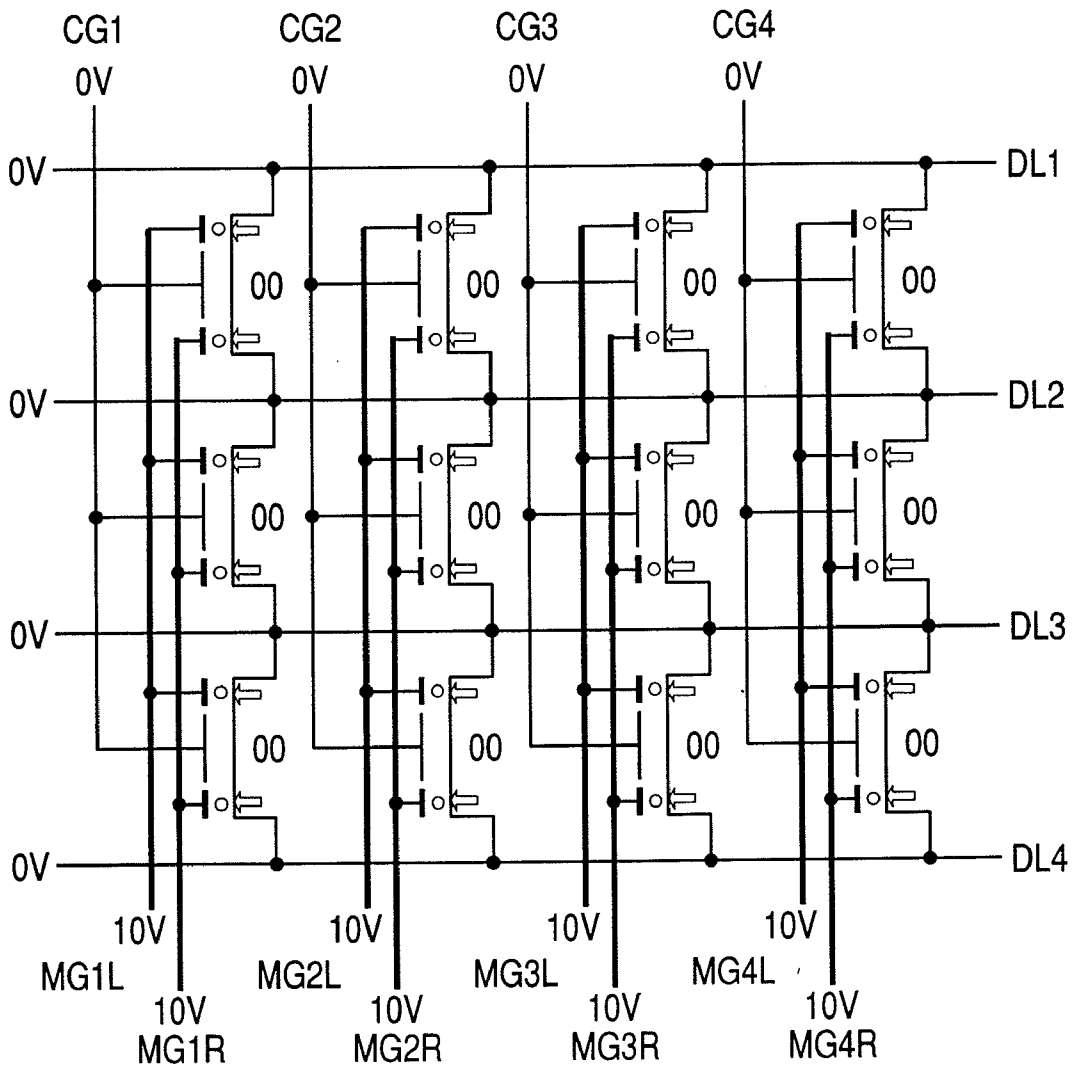 CG1 CG2 CG3 CG4
0V 0V 0V 0V
0V DL1
00 00 00 00
0V DL2
00 00 00 00
0V DL3
00 00 00 00
0V DL4
10V 10V 10V 10V
MG1L MG2L MG3L MG4L
10V 10V 10V 10V
MG1R MG2R MG3R MG4R